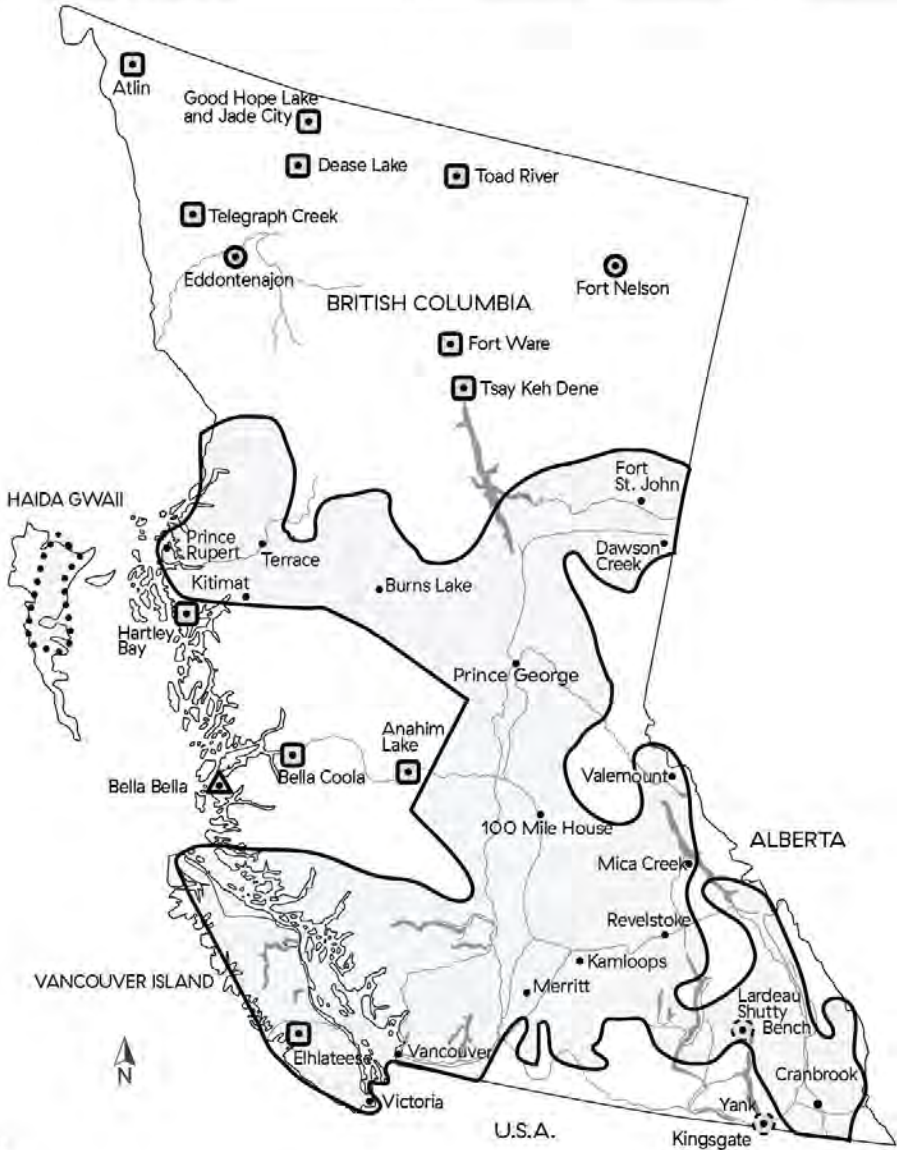 Atlin
Good Hope Lake
and Jade City
Dease Lake
Toad River
Telegraph Creek
Eddontenajon
Fort Nelson
BRITISH COLUMBIA
Fort Ware
Tsay Keh Dene
Fort
St. John
HAIDA GWAII
Prince
Rupert
Terrace
Dawson
Creek
Kitimat
Burns Lake
Hartley
Bay
Prince George
Anahim
Lake
Bella Coola
Valemount
Bella Bella
100 Mile House
ALBERTA
Mica Creek
Revelstoke
Kamloops
VANCOUVER ISLAND
Merritt
Lardeau
Shutty
Bench
Elhlateese
Vancouver
N
Cranbrook
Victoria
Yank
Kingsgate
U.S.A.